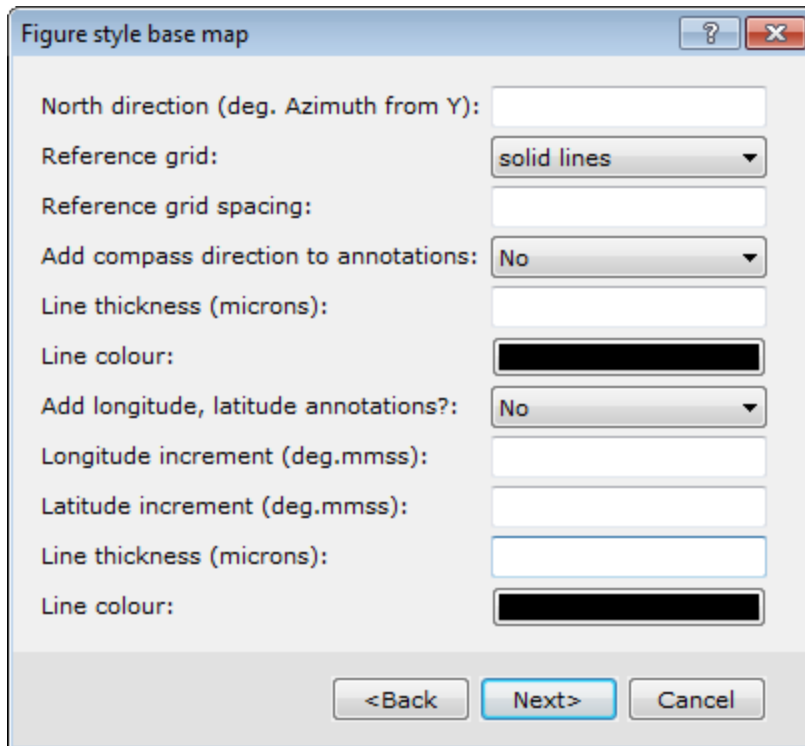 Figure style base map
?
North direction (deg. Azimuth from Y):
Reference grid: solid lines
Reference grid spacing:
Add compass direction to annotations: No
Line thickness (microns):
Line colour:
Add longitude, latitude annotations?: No
Longitude increment (deg.mmss):
Latitude increment (deg.mmss):
Line thickness (microns):
Line colour:
<Back Next> Cancel